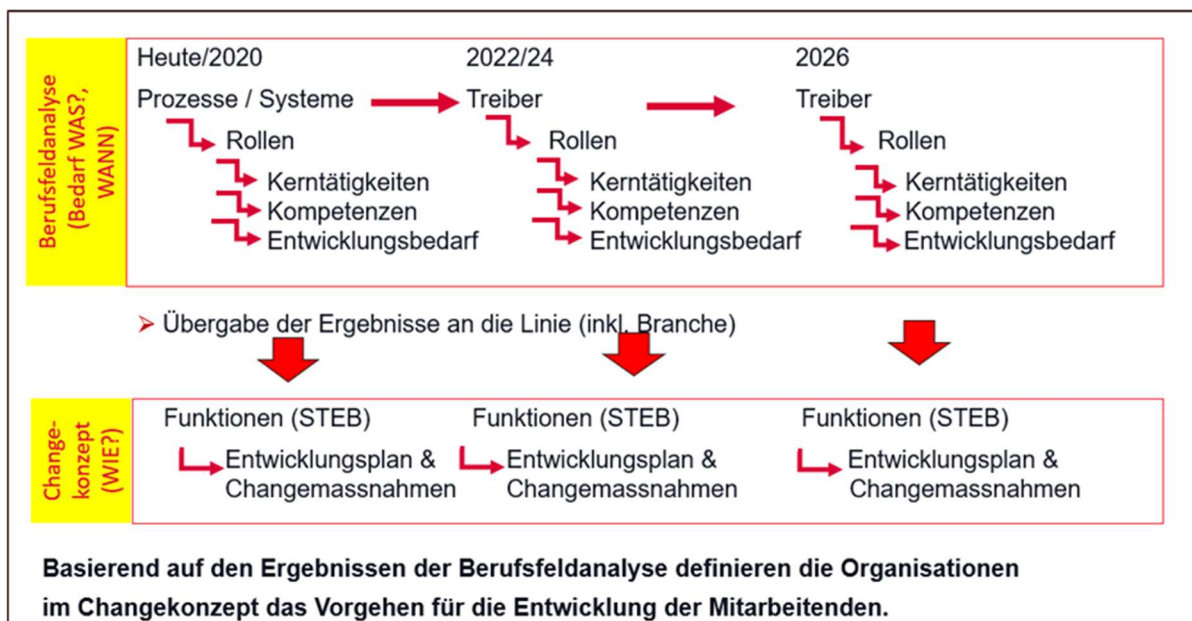 Berufsfeldanalyse
(Bedarf WAS?,
WANN)
Heute/2020
Prozesse / Systeme
Rollen
Kerntätigkeiten
Kompetenzen
Entwicklungsbedarf
2022/24
Treiber
Rollen
Kerntätigkeiten
Kompetenzen
Entwicklungsbedarf
2026
Treiber
Rollen
Kerntätigkeiten
Kompetenzen
Entwicklungsbedarf
Übergabe der Ergebnisse an die Linie (inkl. Branche)
Change-
konzept
(WIE?)
Funktionen (STEB)
Entwicklungsplan &
Changemassnahmen
Funktionen (STEB)
Entwicklungsplan &
Changemassnahmen
Funktionen (STEB)
Entwicklungsplan &
Changemassnahmen
Basierend auf den Ergebnissen der Berufsfeldanalyse definieren die Organisationen
im Changekonzept das Vorgehen für die Entwicklung der Mitarbeitenden.